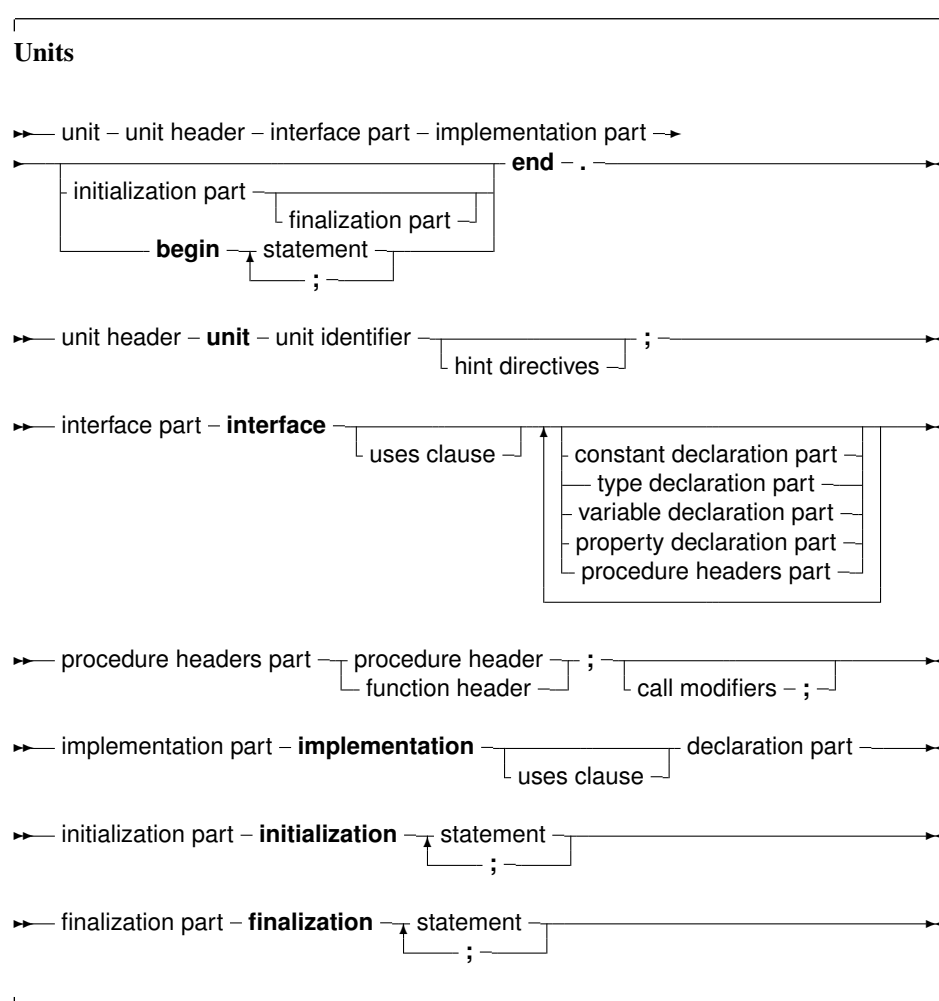 Units
unit – unit header – interface part – implementation part
end – .
initialization part
finalization part
begin – statement
;
unit header – unit – unit identifier ;
hint directives
interface part – interface
uses clause constant declaration part
type declaration part
variable declaration part
property declaration part
procedure headers part
procedure headers part procedure header ;
function header call modifiers – ;
implementation part – implementation declaration part
uses clause
initialization part – initialization statement
;
finalization part – finalization statement
;